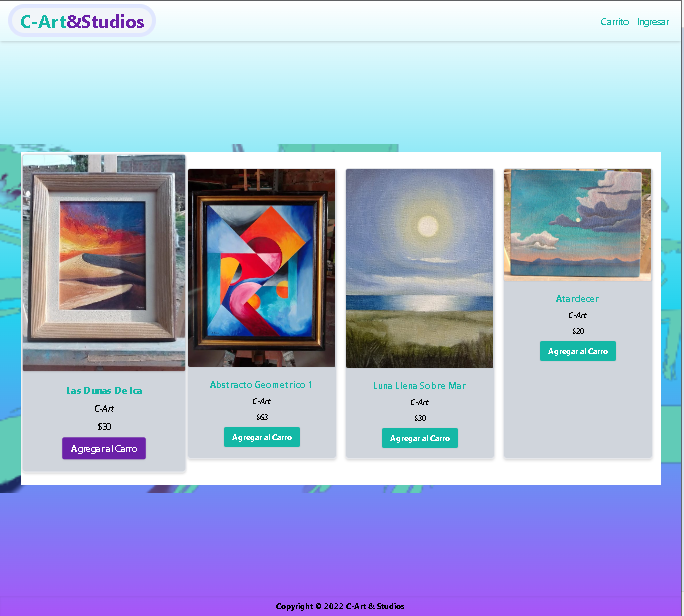 C-Art&Studios
Carrito Ingresar
Las Dunas De Ica
C-Art
$30
Agregar al Carro
Abstracto Geometrico 1
C-Art
$63
Agregar al Carro
Luna Llena Sobre Mar
C-Art
$30
Agregar al Carro
Atardecer
C-Art
$20
Agregar al Carro
Copyright © 2022 C-Art & Studios